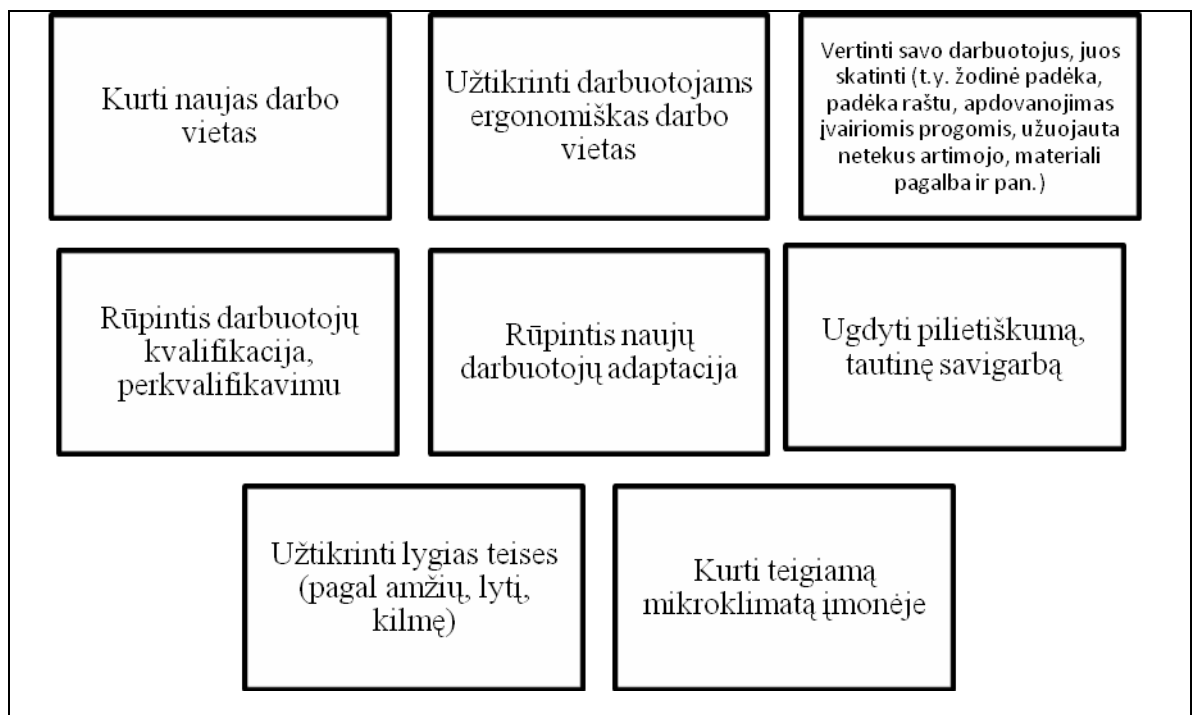 Kurti naujas darbo
vietas
Užtikrinti darbuotojams
ergonomiškas darbo
vietas
Vertinti savo darbuotojus, juos
skatinti (t.y. žodinė padėka,
padėka raštu, apdovanojimas
įvairiomis progomis, užuojauta
netekus artimojo, materiali
pagalba ir pan.)
Rūpintis darbuotojų
kvalifikacija,
perkvalifikavimu
Rūpintis naujų
darbuotojų adaptacija
Ugdyti pilietiškumą,
tautinę savigarbą
Užtikrinti lygias teises
(pagal amžių, lytį,
kilmę)
Kurti teigiamą
mikroklimatą įmonėje